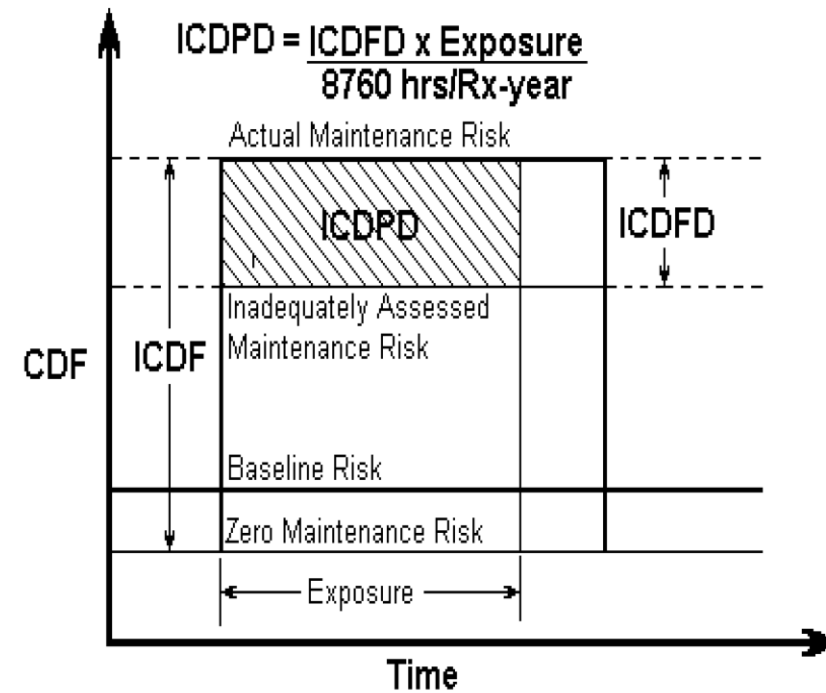 ICDPD = ICDFD x Exposure
8760 hrs/Rx-year
Actual Maintenance Risk
ICDPD
ICDFD
Inadequately Assessed
Maintenance Risk
CDF
ICDF
Baseline Risk
Zero Maintenance Risk
Exposure
Time